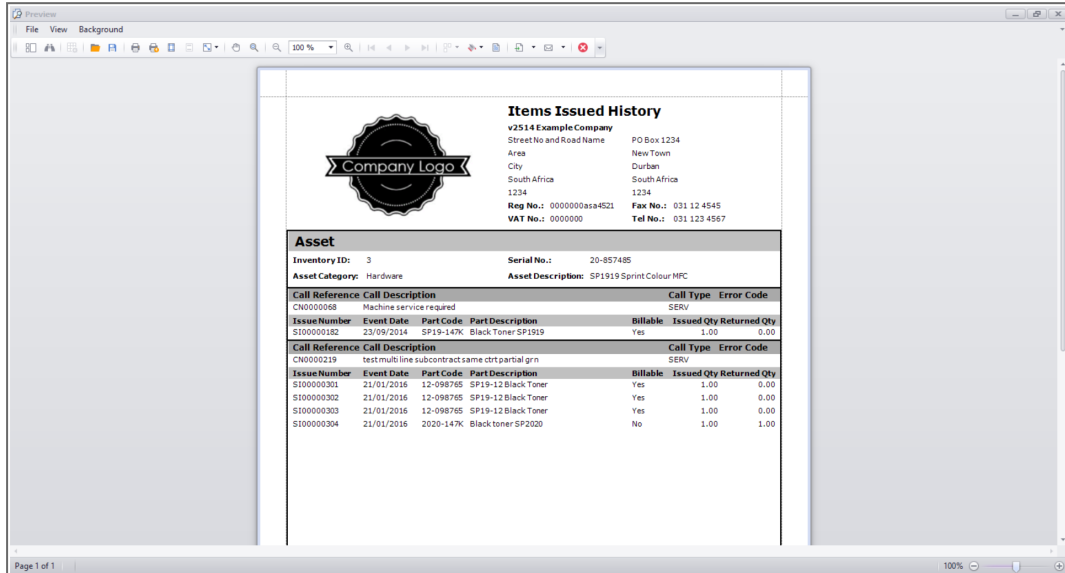 Preview
File View Background
100 %
Items Issued History
v2514 Example Company
Street No and Road Name PO Box 1234
Area New Town
City Durban
South Africa South Africa
1234 1234
Reg No.: 0000000asa4521 Fax No.: 031 12 4545
VAT No.: 0000000 Tel No.: 031 123 4567
Company Logo
Asset
Inventory ID: 3 Serial No.: 20-857485
Asset Category: Hardware Asset Description: SP1919 Sprint Colour MFC
Call Reference Call Description Call Type Error Code
CN0000068 Machine service required SERV
Issue Number Event Date Part Code Part Description Billable Issued Qty Returned Qty
SI00000182 23/09/2014 SP19-147K Black Toner SP1919 Yes 1.00 0.00
Call Reference Call Description Call Type Error Code
CN0000219 test multi line subcontract same ctrt partial grn SERV
Issue Number Event Date Part Code Part Description Billable Issued Qty Returned Qty
SI00000301 21/01/2016 12-098765 SP19-12 Black Toner Yes 1.00 0.00
SI00000302 21/01/2016 12-098765 SP19-12 Black Toner Yes 1.00 0.00
SI00000303 21/01/2016 12-098765 SP19-12 Black Toner Yes 1.00 0.00
SI00000304 21/01/2016 2020-147K Black toner SP2020 No 1.00 1.00
Page 1 of 1 100%